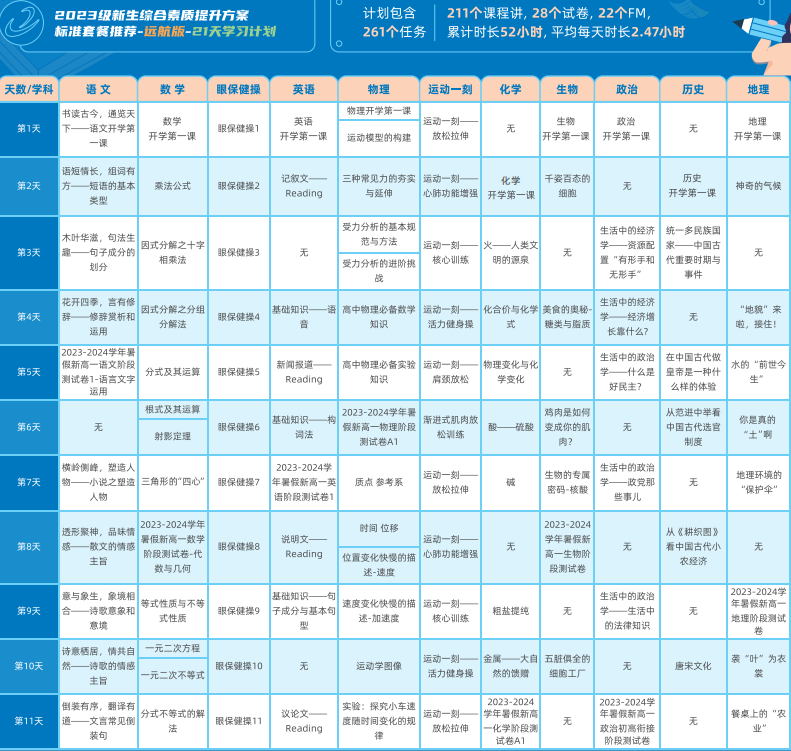 2023级新生综合素质提升方案
标准套餐推荐-远航版-21天学习计划
计划包含
261个任务
211个课程讲, 28个试卷, 22个FM,
累计时长52小时, 平均每天时长2.47小时
天数/学科 语 文 数 学 眼保健操 英语 物理 运动一刻 化学 生物 政治 历史 地理
第1天
书读古今，通览天
下——语文开学第
一课
数学
开学第一课
眼保健操1
英语
开学第一课
物理开学第一课
运动模型的构建
运动一刻——
放松拉伸
无
生物
开学第一课
政治
开学第一课
无
地理
开学第一课
第2天
语短情长，组词有
方——短语的基本
类型
乘法公式
眼保健操2
记叙文——
Reading
三种常见力的夯实
与延伸
运动一刻——
心肺功能增强
化学
开学第一课
千姿百态的
细胞
无
历史
开学第一课
神奇的气候
第3天
木叶华滋，句法生
趣——句子成分的
划分
因式分解之十字
相乘法
眼保健操3
无
受力分析的基本规
范与方法
受力分析的进阶挑
战
运动一刻——
核心训练
火——人类文
明的源泉
无
生活中的经济
学——资源配
置“有形手和
无形手”
统一多民族国
家——中国古
代重要时期与
事件
无
第4天
花开四季，言有修
辞——修辞赏析和
运用
因式分解之分组
分解法
眼保健操4
基础知识——语
音
高中物理必备数学
知识
运动一刻——
活力健身操
化合价与化学
式
美食的奥秘-
糖类与脂质
生活中的经济
学——经济增
长靠什么？
无
“地貌”来
啦，接住！
第5天
2023-2024学年暑
假新高一语文阶段
测试卷1-语言文字
运用
分式及其运算
眼保健操5
新闻报道——
Reading
高中物理必备实验
知识
运动一刻——
肩颈放松
物理变化与化
学变化
无
生活中的政治
学——什么是
好民主？
在中国古代做
皇帝是一种什
么样的体验
水的“前世今
生”
第6天
无
根式及其运算
射影定理
眼保健操6
基础知识——构
词法
2023-2024学年暑
假新高一物理阶段
测试卷A1
渐进式肌肉放
松训练
酸——硫酸
鸡肉是如何
变成你的肌
肉？
无
从范进中举看
中国古代选官
制度
你是真的
“土”啊
第7天
横岭侧峰，塑造人
物——小说之塑造
人物
三角形的“四心”
眼保健操7
2023-2024学
年暑假新高一英
语阶段测试卷1
质点 参考系
运动一刻——
放松拉伸
碱
生物的专属
密码-核酸
生活中的政治
学——政党那
些事儿
无
地理环境的
“保护伞”
第8天
透形聚神，品味情
感——散文的情感
主旨
2023-2024学年
暑假新高一数学
阶段测试卷-代
数与几何
眼保健操8
说明文——
Reading
时间 位移
位置变化快慢的描
述-速度
运动一刻——
心肺功能增强
无
2023-2024
学年暑假新
高一生物阶
段测试卷
无
从《耕织图》
看中国古代小
农经济
无
第9天
意与象生，象境相
合——诗歌意象和
意境
等式性质与不等
式性质
眼保健操9
基础知识——句
子成分与基本句
型
速度变化快慢的描
述-加速度
运动一刻——
核心训练
粗盐提纯
无
生活中的政治
学——生活中
的法律知识
无
2023-2024学
年暑假新高一
地理阶段测试
卷
第10天
诗意栖居，情共自
然——诗歌的情感
主旨
一元二次方程
一元二次不等式
眼保健操10
无
运动学图像
运动一刻——
活力健身操
金属——大自
然的馈赠
五脏俱全的
细胞工厂
无
唐宋文化
袭“叶”为衣
裳
第11天
倒装有序，翻译有
道——文言常见倒
装句
分式不等式的解
法
眼保健操11
议论文——
Reading
实验：探究小车速
度随时间变化的规
律
运动一刻——
放松拉伸
2023-2024
学年暑假新高
一化学阶段测
试卷A1
无
2023-2024学
年暑假新高一
政治初高衔接
阶段测试卷
无
餐桌上的“农
业”